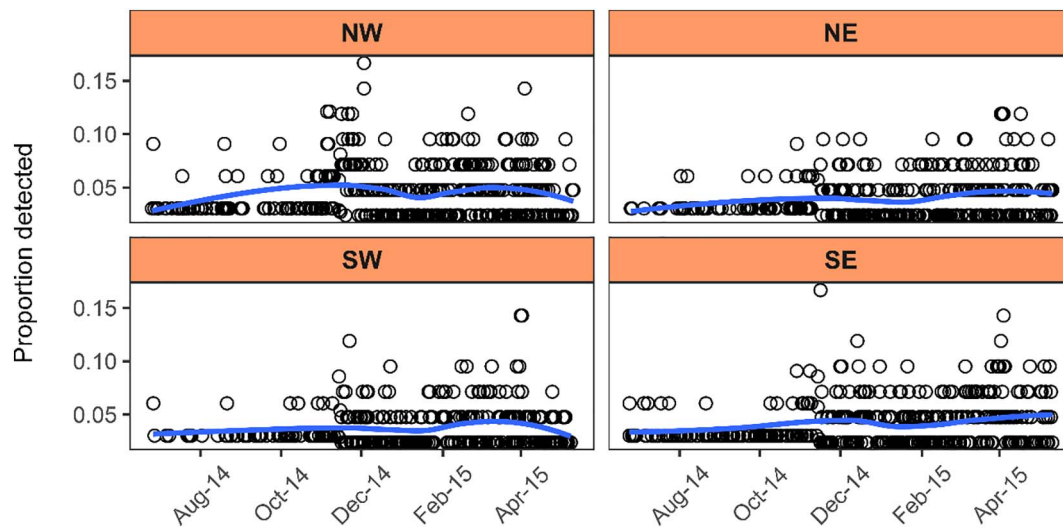 NW
NE
0.15
0.10
0.05
SW
SE
0.15
0.10
0.05
Proportion detected
Aug-14
Oct-14
Dec-14
Feb-15
Apr-15
Aug-14
Oct-14
Dec-14
Feb-15
Apr-15